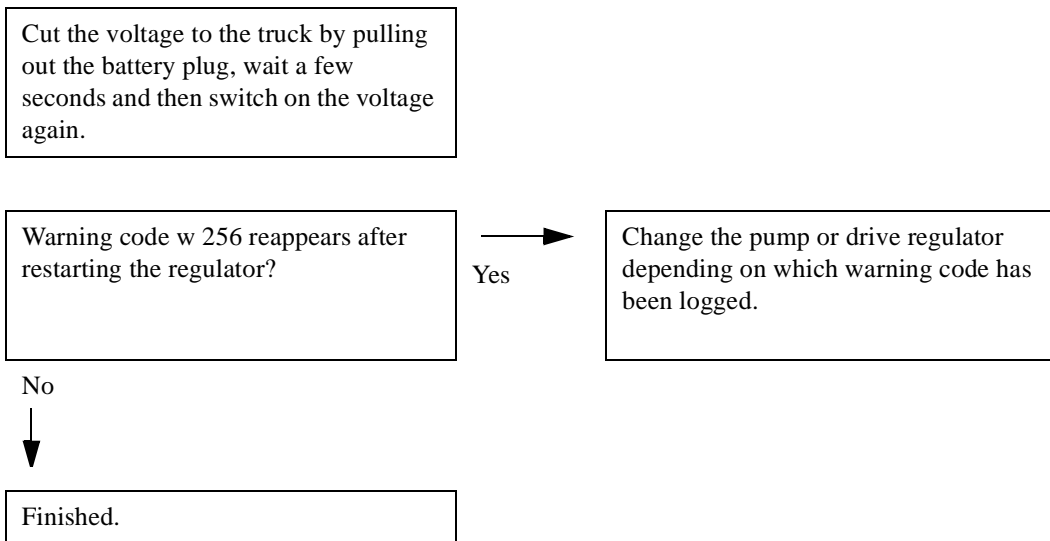 Cut the voltage to the truck by pulling
out the battery plug, wait a few
seconds and then switch on the voltage
again.
Warning code w 256 reappears after
restarting the regulator?
Yes
Change the pump or drive regulator
depending on which warning code has
been logged.
No
Finished.